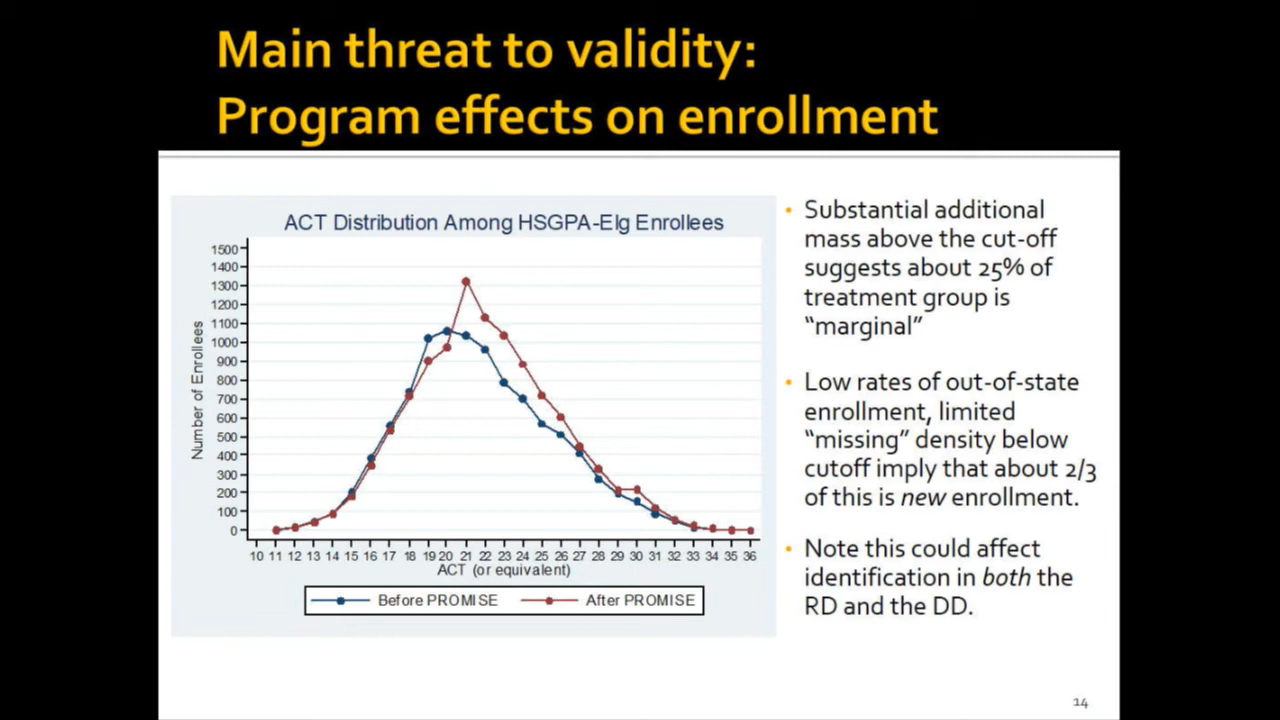 Main threat to validity:
Program effects on enrollment
ACT Distribution Among HSGPA-Elg Enrollees
Number of Enrollees
1500
1400
1300
1200
1100
1000
900
800
700
600
500
400
300
200
100
0
10 11 12 13 14 15 16 17 18 19 20 21 22 23 24 25 26 27 28 29 30 31 32 33 34 35 36
ACT (or equivalent)
Before PROMISE After PROMISE
• Substantial additional
mass above the cut-off
suggests about 25% of
treatment group is
“marginal”
• Low rates of out-of-state
enrollment, limited
“missing” density below
cutoff imply that about 2/3
of this is new enrollment.
• Note this could affect
identification in both the
RD and the DD.
14